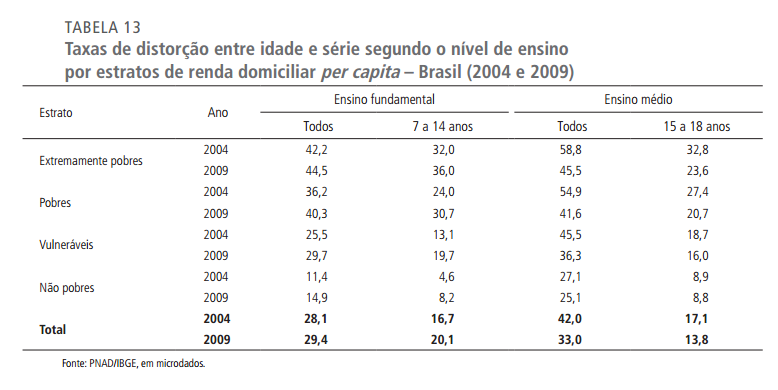 TABELA 13
Taxas de distorção entre idade e série segundo o nível de ensino
por estratos de renda domiciliar per capita – Brasil (2004 e 2009)
Estrato Ano Ensino fundamental Ensino médio
Todos 7 a 14 anos Todos 15 a 18 anos
Extremamente pobres 2004 42,2 32,0 58,8 32,8
2009 44,5 36,0 45,5 23,6
Pobres 2004 36,2 24,0 54,9 27,4
2009 40,3 30,7 41,6 20,7
Vulneráveis 2004 25,5 13,1 45,5 18,7
2009 29,7 19,7 36,3 16,0
Não pobres 2004 11,4 4,6 27,1 8,9
2009 14,9 8,2 25,1 8,8
Total 2004 28,1 16,7 42,0 17,1
2009 29,4 20,1 33,0 13,8
Fonte: PNAD/IBGE, em microdados.